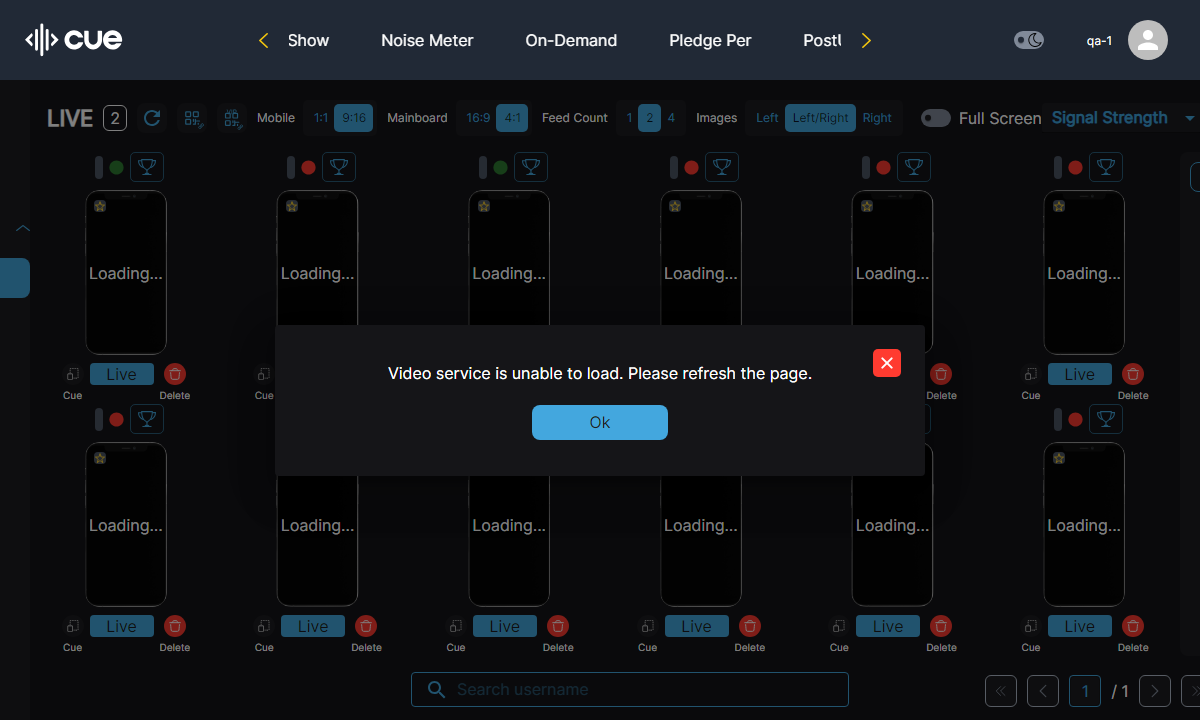 cue
Show Noise Meter On-Demand Pledge Per PostU qa-1
LIVE 2 Mobile 1:1 9:16 Mainboard 16:9 4:1 Feed Count 1 2 4 Images Left Left/Right Right Full Screen Signal Strength
Loading... Loading... Loading... Loading... Loading... Loading...
Video service is unable to load. Please refresh the page.
Ok
Live Live
Cue Delete Cue Delete Cue Delete
Loading... Loading... Loading... Loading... Loading... Loading...
Live Live Live Live Live Live
Cue Delete Cue Delete Cue Delete Cue Delete Cue Delete Cue Delete
Search username
1 / 1